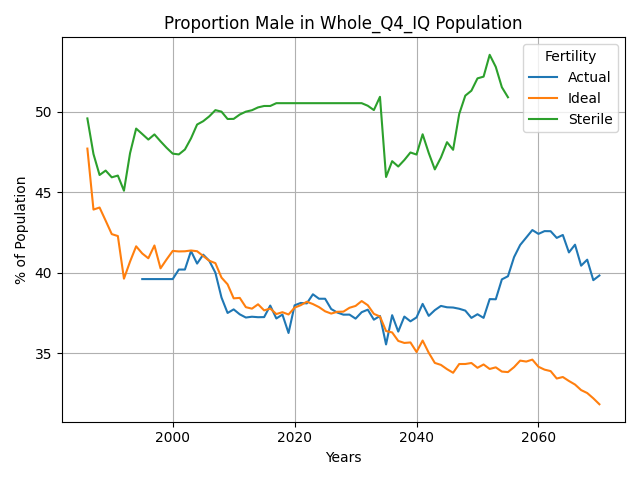 Proportion Male in Whole_Q4_IQ Population
% of Population
50
45
40
35
Fertility
Actual
Ideal
Sterile
2000 2020 2040 2060
Years